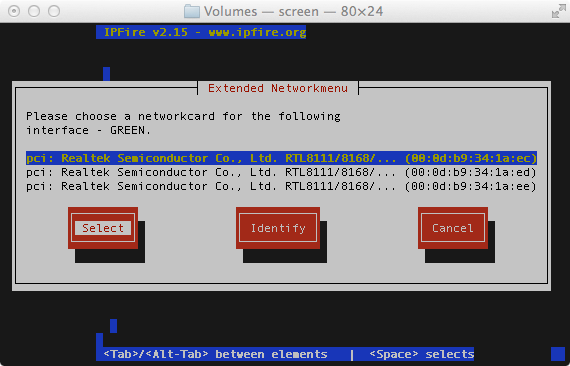 Volumes — screen — 80×24
IPFire v2.15 - www.ipfire.org
Extended Networkmenu
Please choose a networkcard for the following
interface - GREEN.
pci: Realtek Semiconductor Co., Ltd. RTL8111/8168/... (00:0d:b9:34:1a:ec)
pci: Realtek Semiconductor Co., Ltd. RTL8111/8168/... (00:0d:b9:34:1a:ed)
pci: Realtek Semiconductor Co., Ltd. RTL8111/8168/... (00:0d:b9:34:1a:ee)
Select Identify Cancel
<Tab>/<Alt-Tab> between elements | <Space> selects